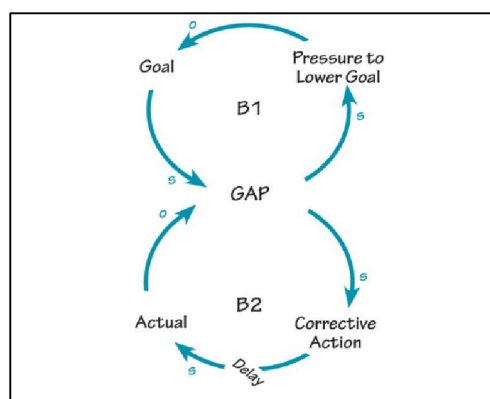 o
Goal
Pressure to
Lower Goal
B1
s
s
GAP
o
s
B2
Actual
Corrective
Action
Delay
s